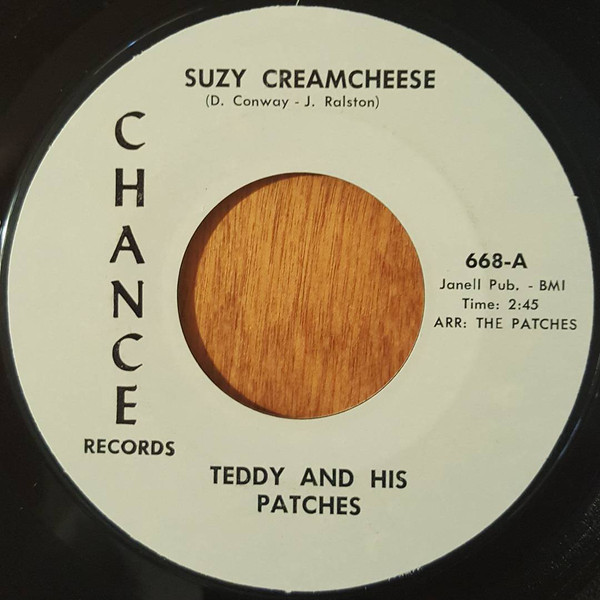 SUZY CREAMCHEESE
(D. Conway - J. Ralston)
CHANCE
RECORDS
668-A
Janell Pub. - BMI
Time: 2:45
ARR: THE PATCHES
TEDDY AND HIS
PATCHES